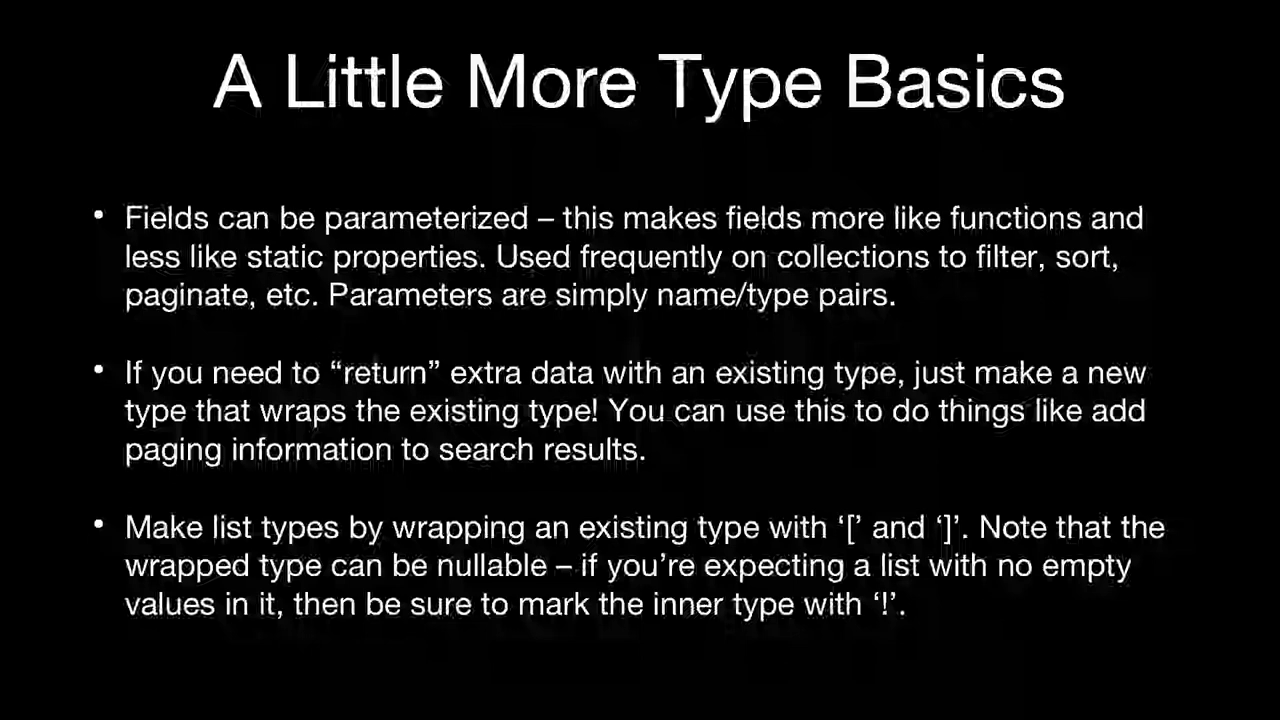 A Little More Type Basics
• Fields can be parameterized – this makes fields more like functions and
less like static properties. Used frequently on collections to filter, sort,
paginate, etc. Parameters are simply name/type pairs.
• If you need to “return” extra data with an existing type, just make a new
type that wraps the existing type! You can use this to do things like add
paging information to search results.
• Make list types by wrapping an existing type with ‘[’ and ‘]’. Note that the
wrapped type can be nullable – if you’re expecting a list with no empty
values in it, then be sure to mark the inner type with ‘!’.